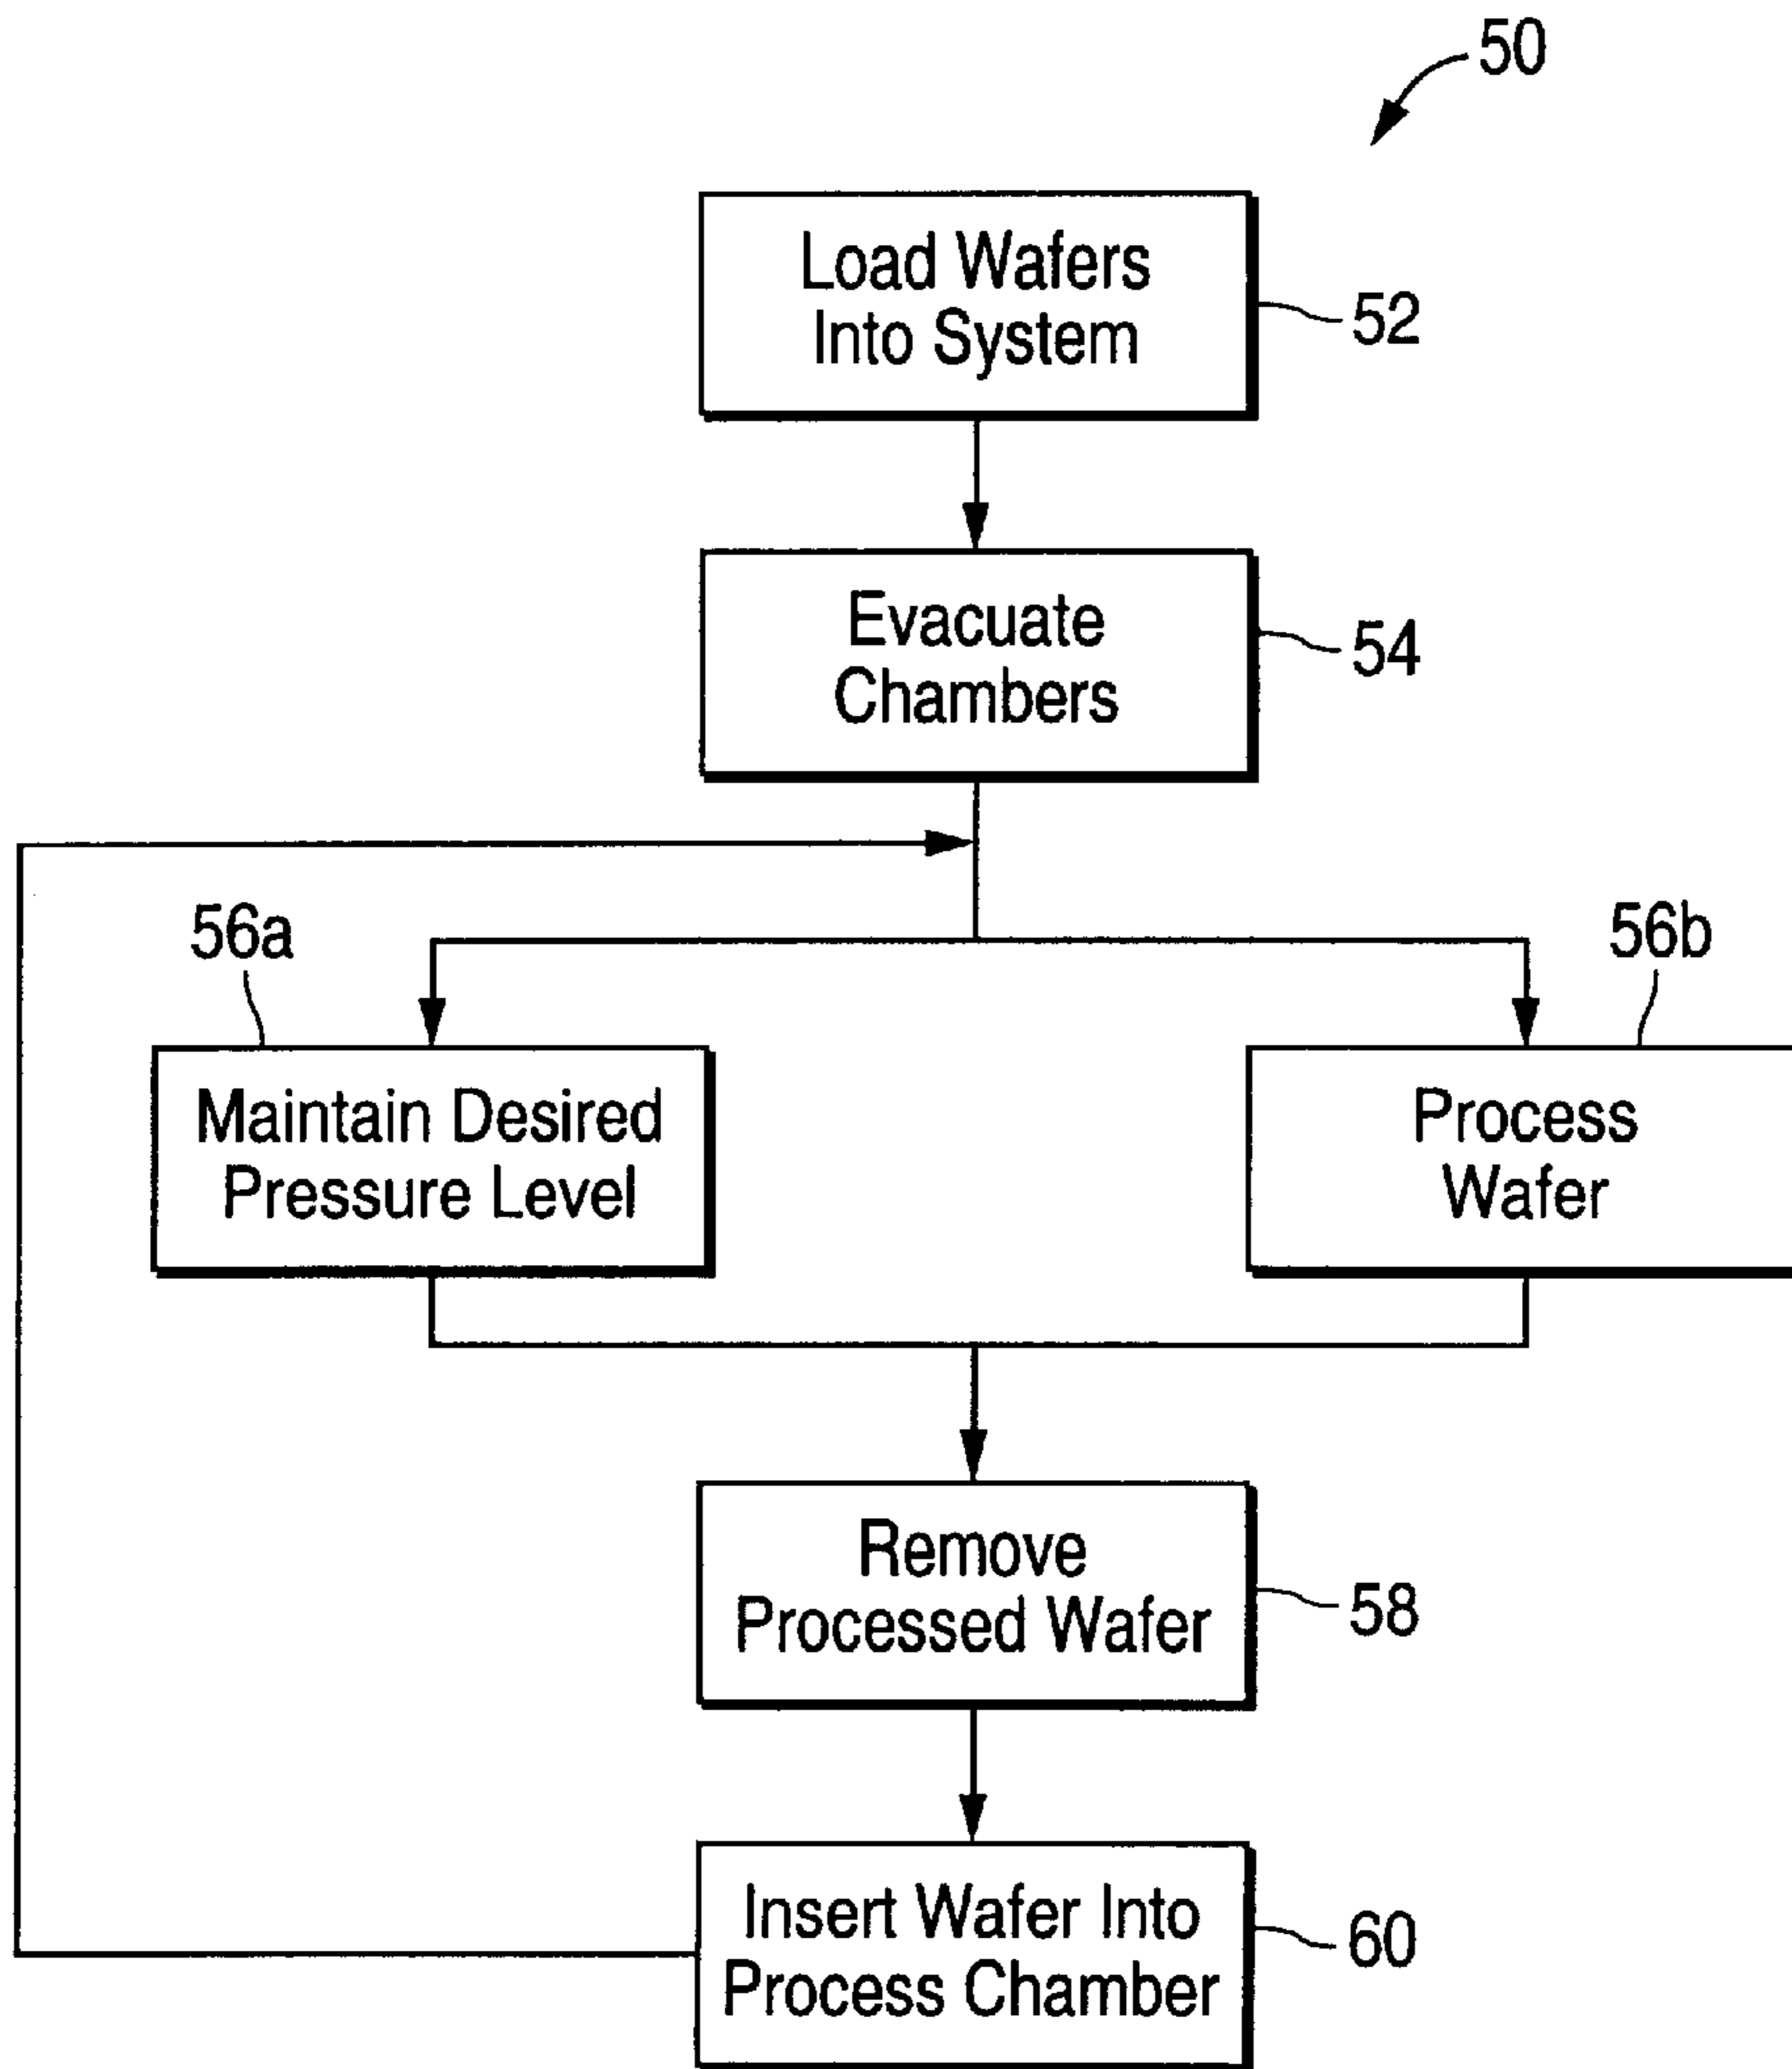 50
Load Wafers
Into System
52
Evacuate
Chambers
54
56a
56b
Maintain Desired
Pressure Level
Process
Wafer
Remove
Processed Wafer
58
Insert Wafer Into
Process Chamber
60